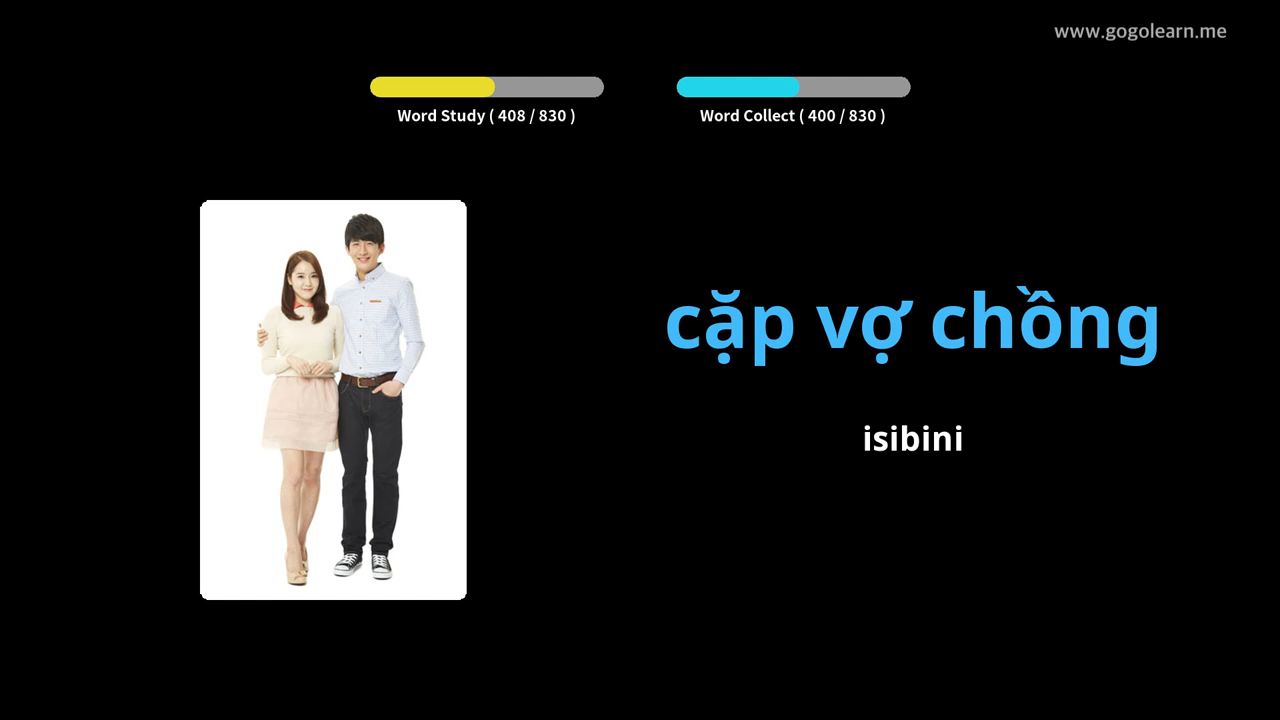 www.gogolearn.me
Word Study ( 408 / 830 )
Word Collect ( 400 / 830 )
cặp vợ chồng
isibini